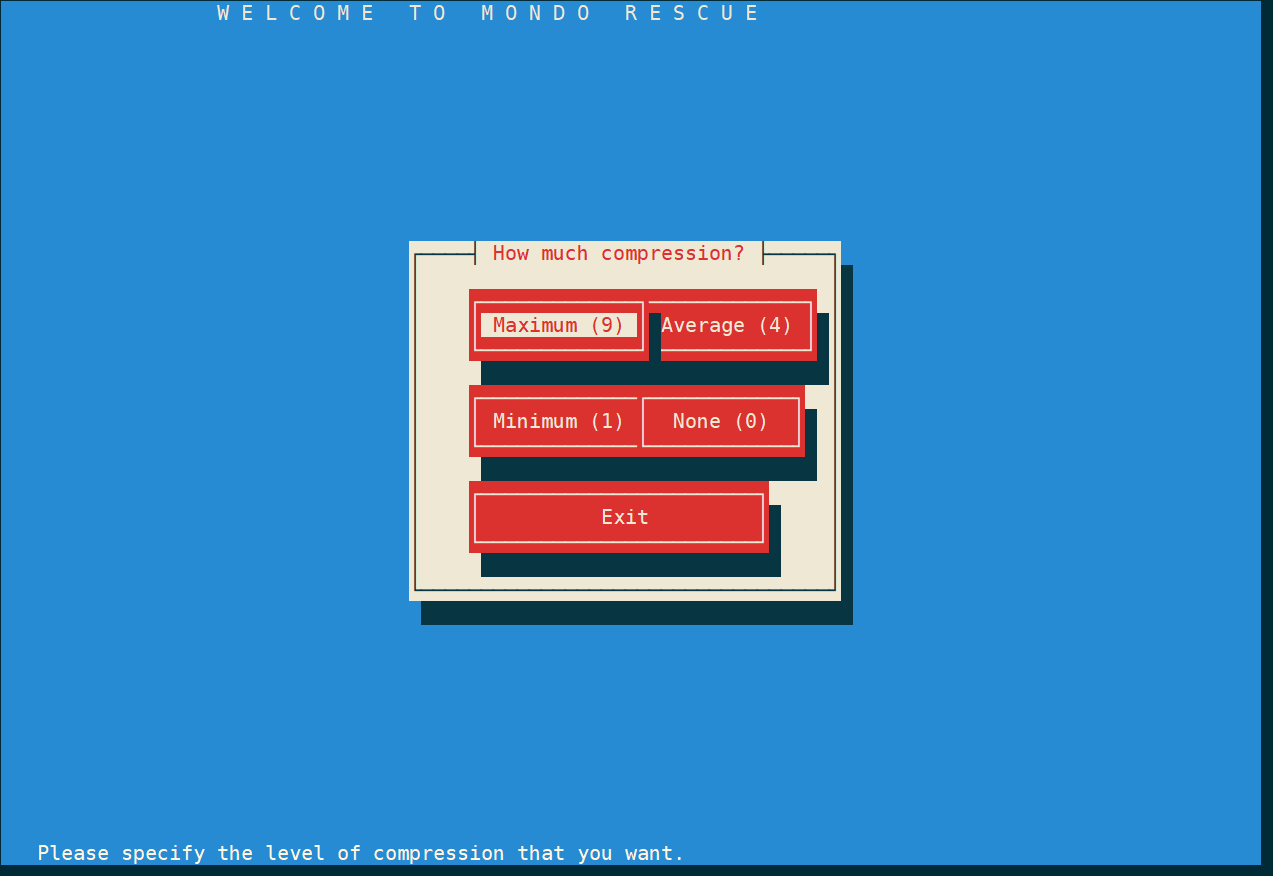 W E L C O M E   T O   M O N D O   R E S C U E
How much compression?
Maximum (9) Average (4)
Minimum (1) None (0)
Exit
Please specify the level of compression that you want.